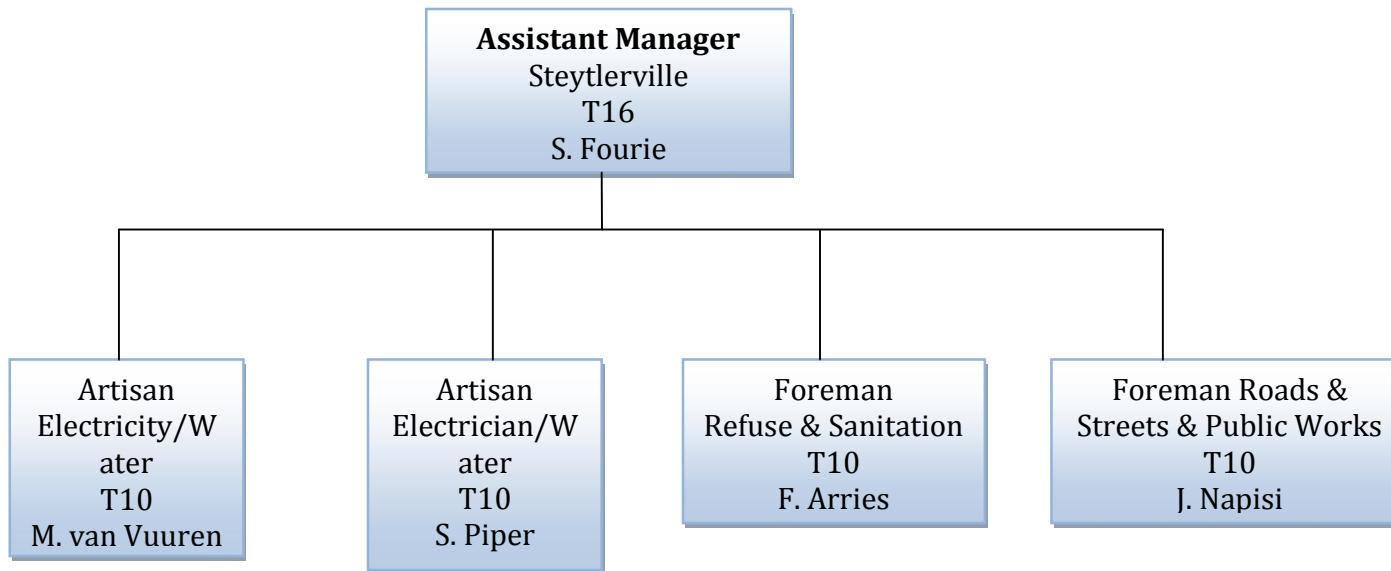 Assistant Manager
Steytlerville
T16
S. Fourie
Artisan
Electricity/W
ater
T10
M. van Vuuren
Artisan
Electrician/W
ater
T10
S. Piper
Foreman
Refuse & Sanitation
T10
F. Arries
Foreman Roads &
Streets & Public Works
T10
J. Napisi